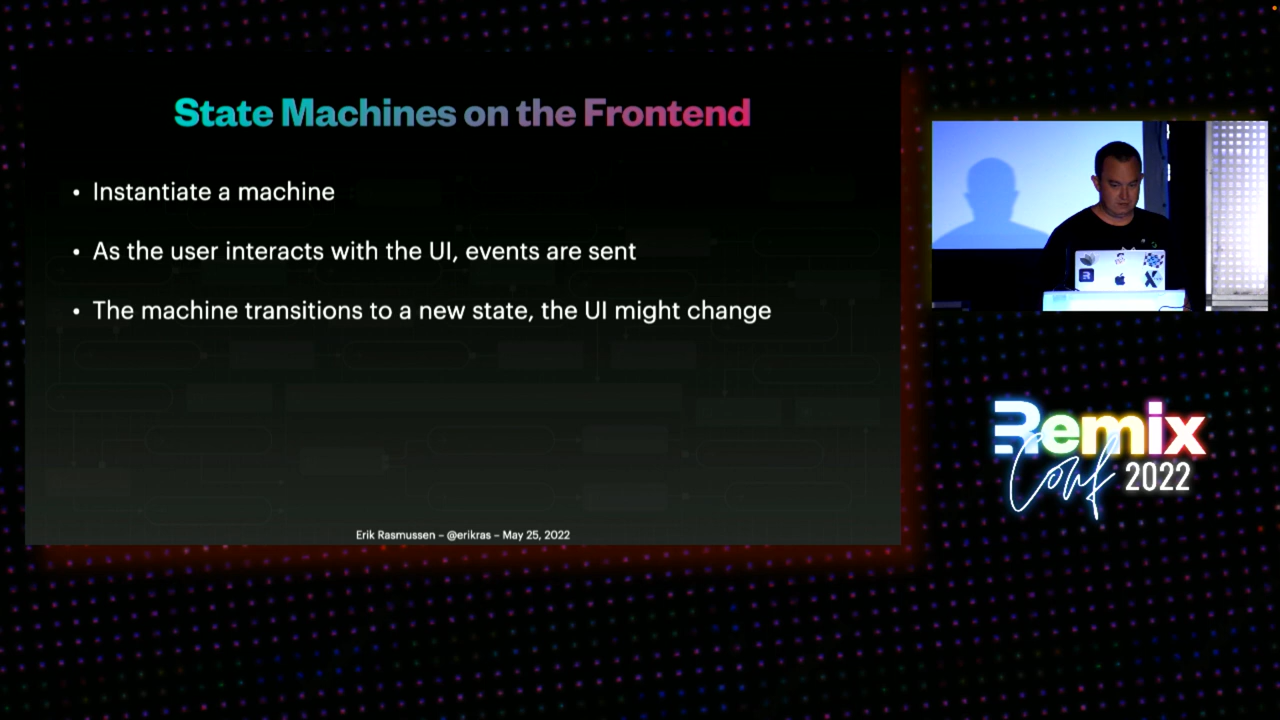 State Machines on the Frontend
• Instantiate a machine
• As the user interacts with the UI, events are sent
• The machine transitions to a new state, the UI might change
Erik Rasmussen – @erikras – May 25, 2022
Remix
Conf 2022